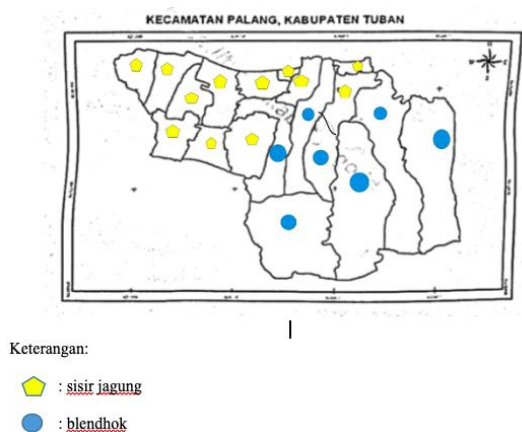 KECAMATAN PALANG, KABUPATEN TUBAN
Keterangan:
: sisir jagung
: blendhok